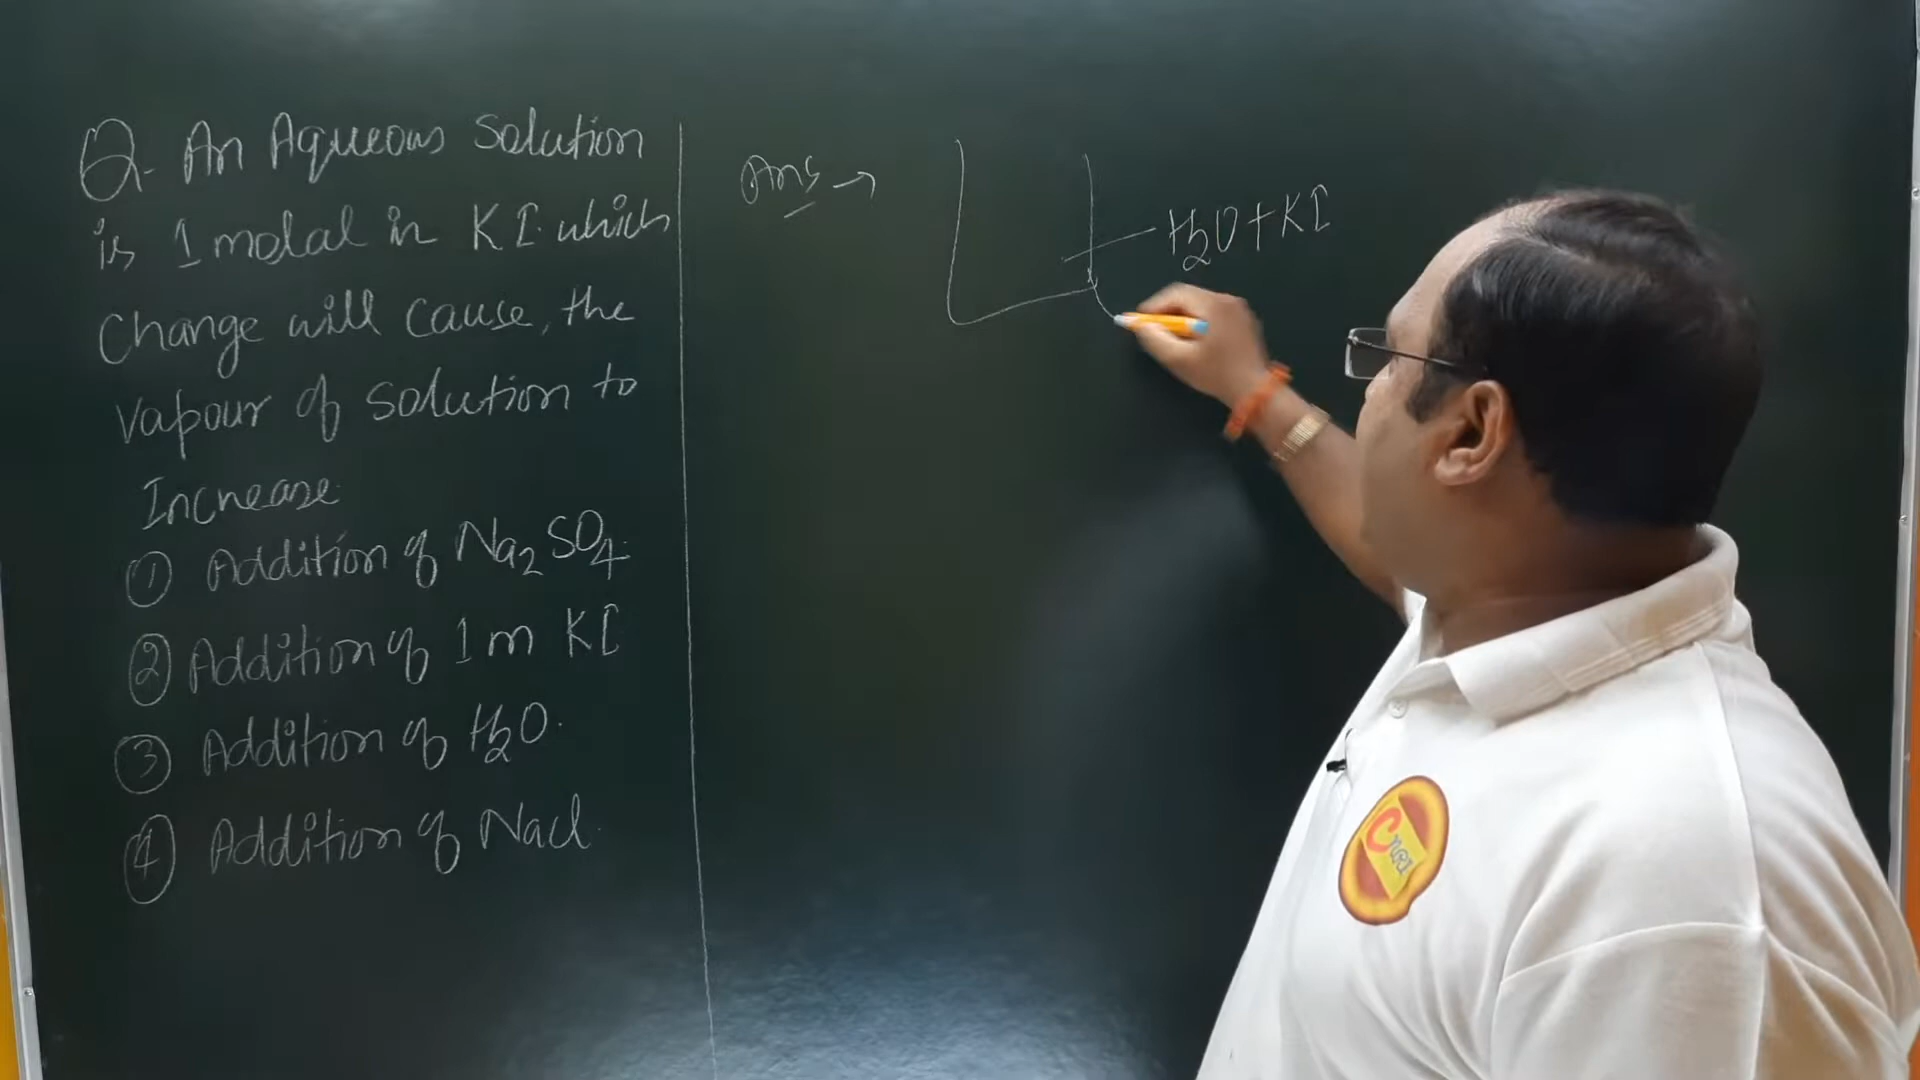 Q. An Aqueous Solution
is 1 molal in KI. which
Change will cause, the
vapour of solution to
Increase.
① Addition of Na₂SO₄.
② Addition of 1m KI
③ Addition of H₂O.
④ Addition of Nacl.
Ans →
H₂O + KI